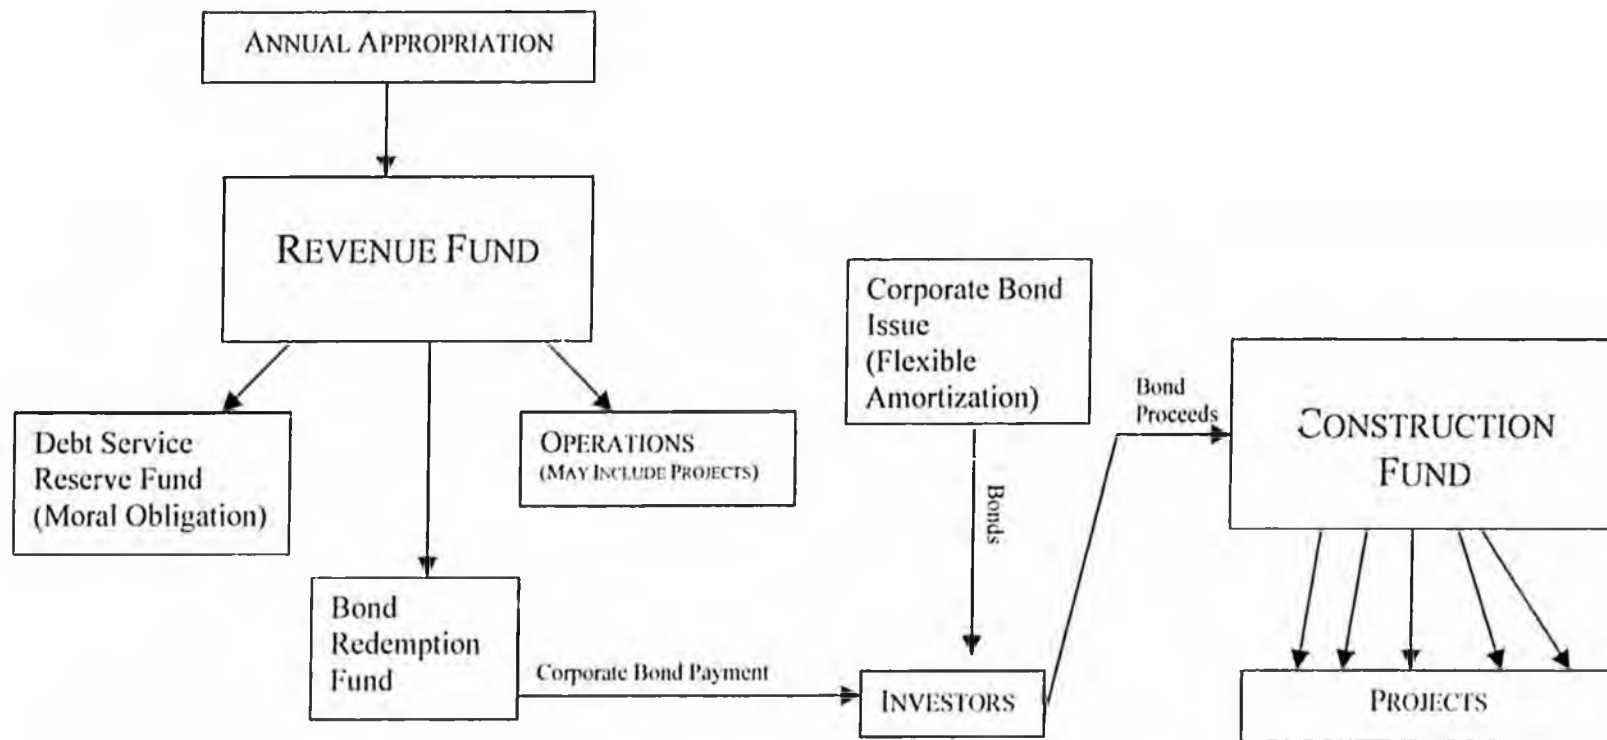 ANNUAL APPROPRIATION
REVENUE FUND
Debt Service
Reserve Fund
(Moral Obligation)
OPERATIONS
(MAY INCLUDE PROJECTS)
Bond
Redemption
Fund
Corporate Bond Payment
Corporate Bond
Issue
(Flexible
Amortization)
Bonds
INVESTORS
Bond
Proceeds
CONSTRUCTION
FUND
PROJECTS